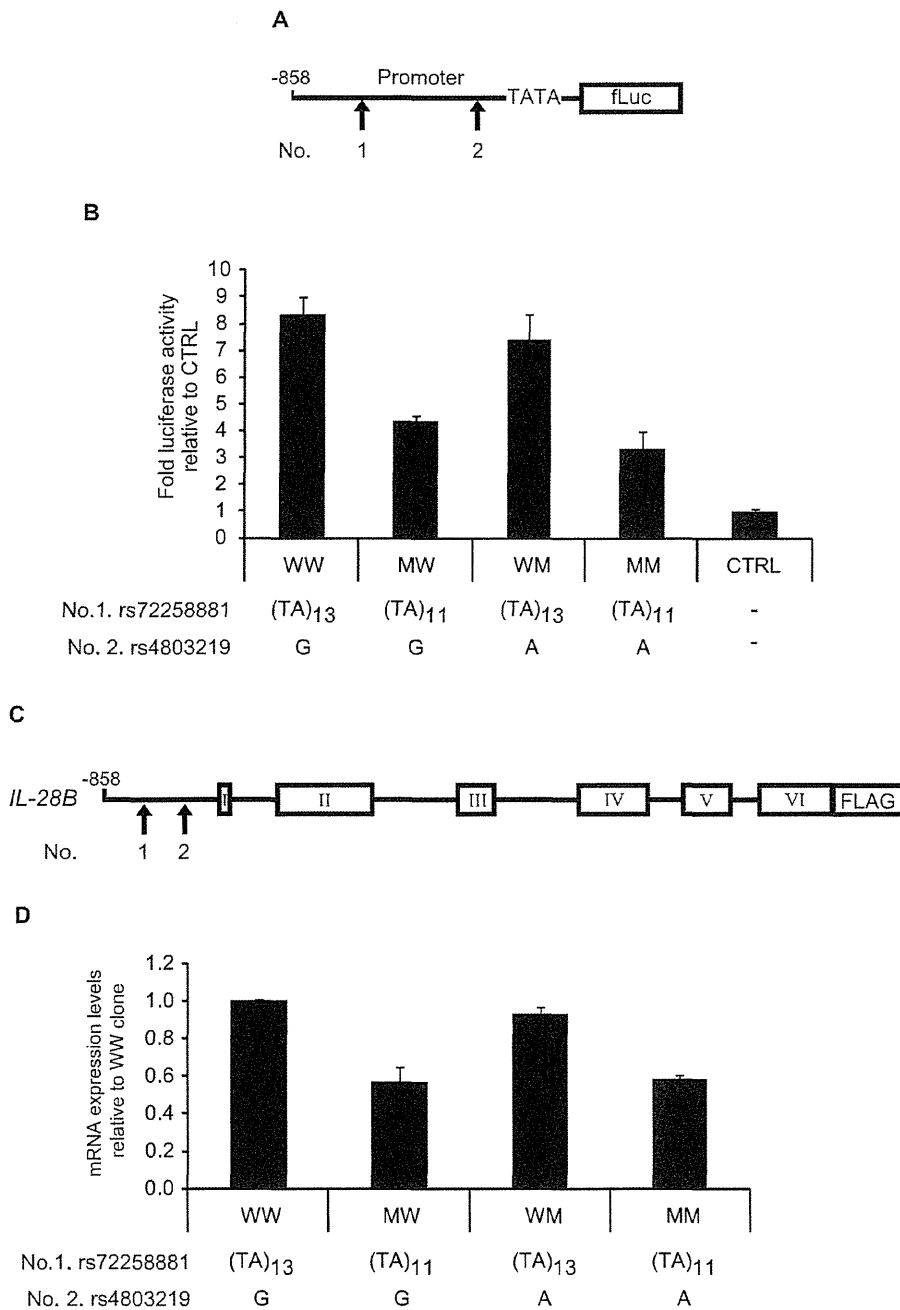 A
-858
Promoter
TATA
fLuc
No. 1 2
B
Fold luciferase activity
relative to CTRL
10
9
8
7
6
5
4
3
2
1
0
WW MW WM MM CTRL
No.1. rs72258881 (TA)13 (TA)11 (TA)13 (TA)11 -
No. 2. rs4803219 G G A A -
C
-858
IL-28B I II III IV V VI FLAG
No. 1 2
D
mRNA expression levels
relative to WW clone
1.2
1.0
0.8
0.6
0.4
0.2
0.0
WW MW WM MM
No.1. rs72258881 (TA)13 (TA)11 (TA)13 (TA)11
No. 2. rs4803219 G G A A